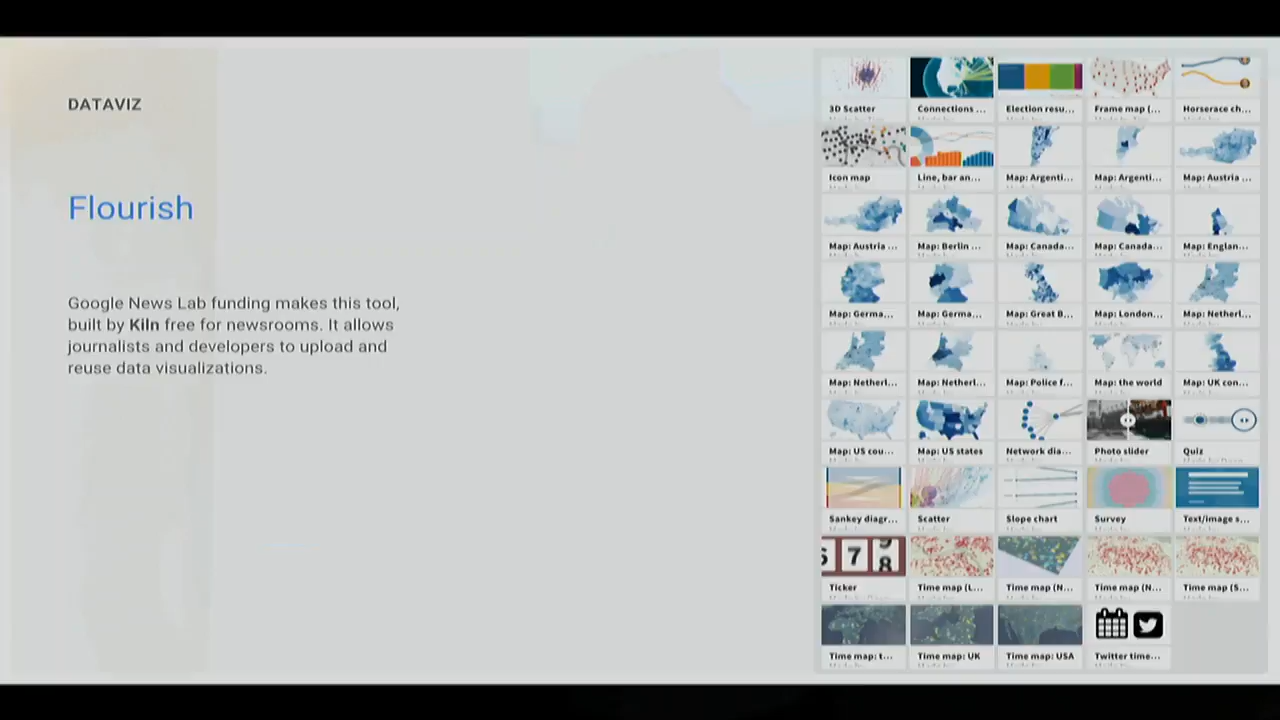 DATAVIZ
Flourish
Google News Lab funding makes this tool,
built by Kiln free for newsrooms. It allows
journalists and developers to upload and
reuse data visualizations.
3D Scatter
Connections ...
Election resu...
Frame map (...
Horserace ch...
Icon map
Line, bar an...
Map: Argenti...
Map: Argenti...
Map: Austria ...
Map: Austria ...
Map: Berlin ...
Map: Canada...
Map: Canada...
Map: Englan...
Map: Germa...
Map: Germa...
Map: Great B...
Map: London...
Map: Netherl...
Map: Netherl...
Map: Netherl...
Map: Police f...
Map: the world
Map: UK con...
Map: US cou...
Map: US states
Network dia...
Photo slider
Quiz
Sankey diagr...
Scatter
Slope chart
Survey
Text/image s...
7
8
Ticker
Time map (L...
Time map (N...
Time map (N...
Time map (S...
Time map: t...
Time map: UK
Time map: USA
Twitter time...